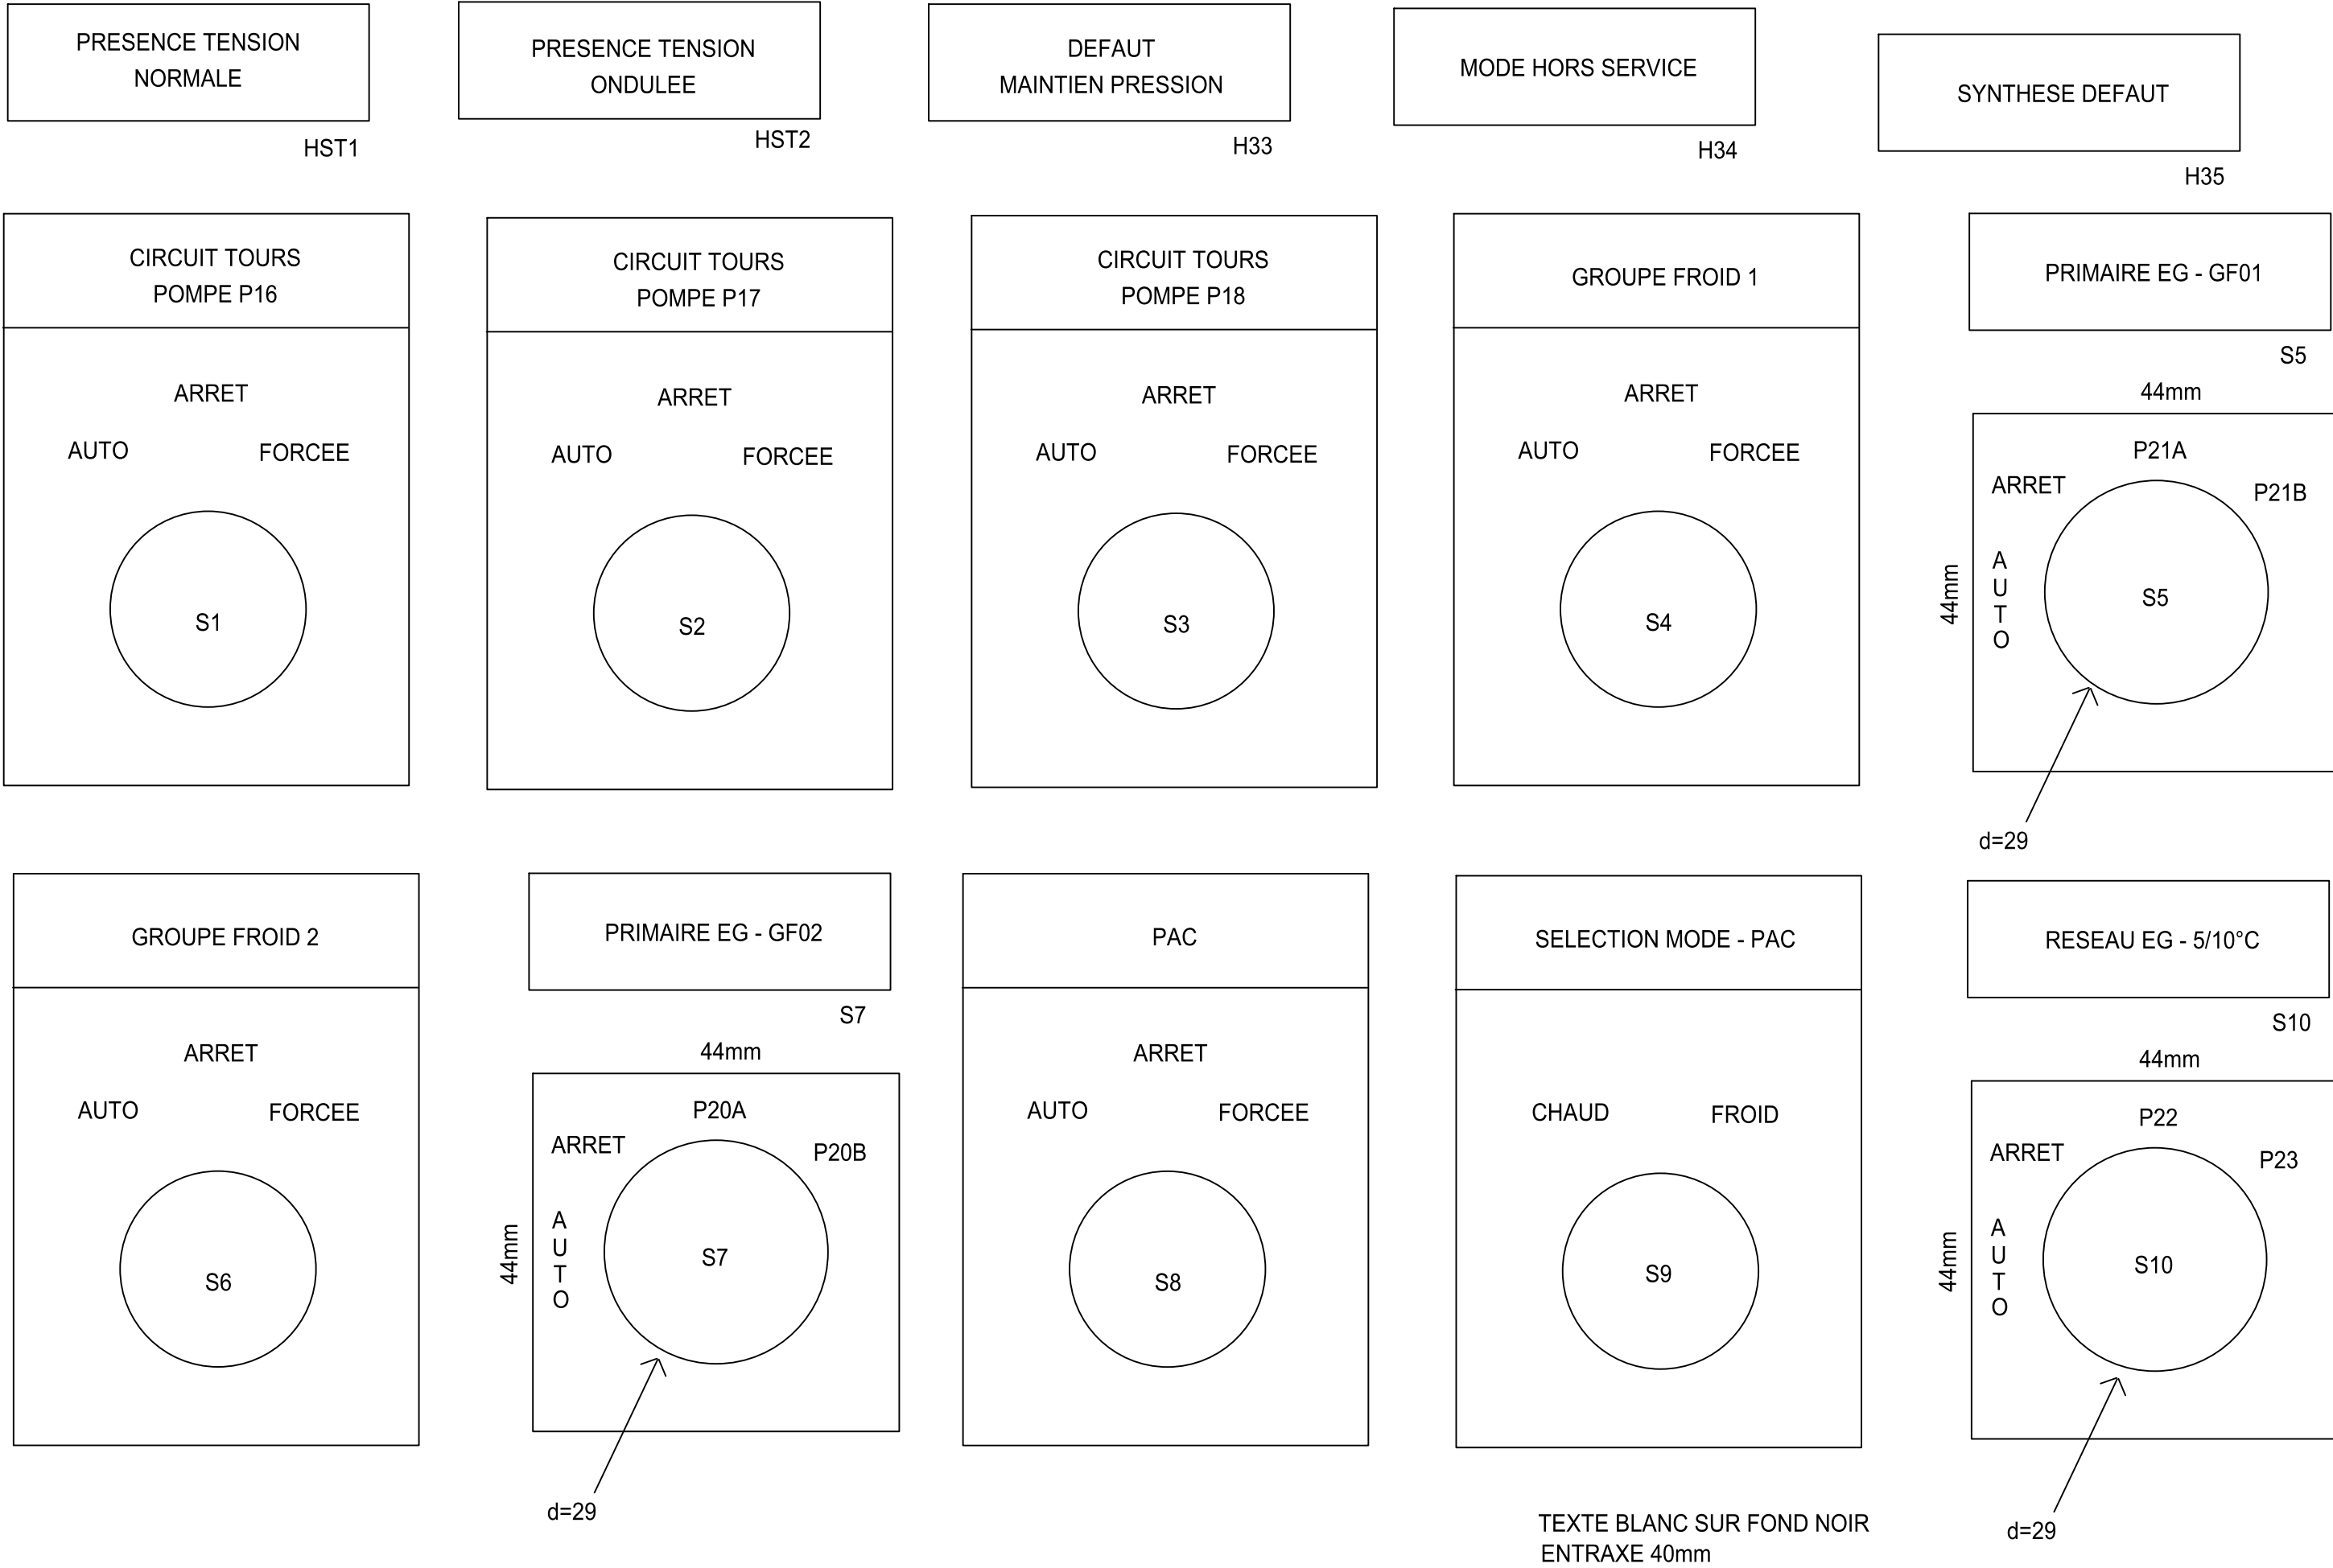 PRESENCE TENSION
NORMALE
HST1
PRESENCE TENSION
ONDULEE
HST2
DEFAUT
MAINTIEN PRESSION
H33
MODE HORS SERVICE
H34
SYNTHESE DEFAUT
H35
CIRCUIT TOURS
POMPE P16
ARRET
AUTO
FORCEE
S1
CIRCUIT TOURS
POMPE P17
ARRET
AUTO
FORCEE
S2
CIRCUIT TOURS
POMPE P18
ARRET
AUTO
FORCEE
S3
GROUPE FROID 1
ARRET
AUTO
FORCEE
S4
PRIMAIRE EG - GF01
S5
44mm
P21A
ARRET
P21B
AUTO
44mm
S5
d=29
GROUPE FROID 2
ARRET
AUTO
FORCEE
S6
PRIMAIRE EG - GF02
S7
44mm
P20A
ARRET
P20B
AUTO
44mm
S7
d=29
PAC
ARRET
AUTO
FORCEE
S8
SELECTION MODE - PAC
CHAUD
FROID
S9
RESEAU EG - 5/10°C
S10
44mm
P22
ARRET
P23
AUTO
44mm
S10
d=29
TEXTE BLANC SUR FOND NOIR
ENTRAXE 40mm